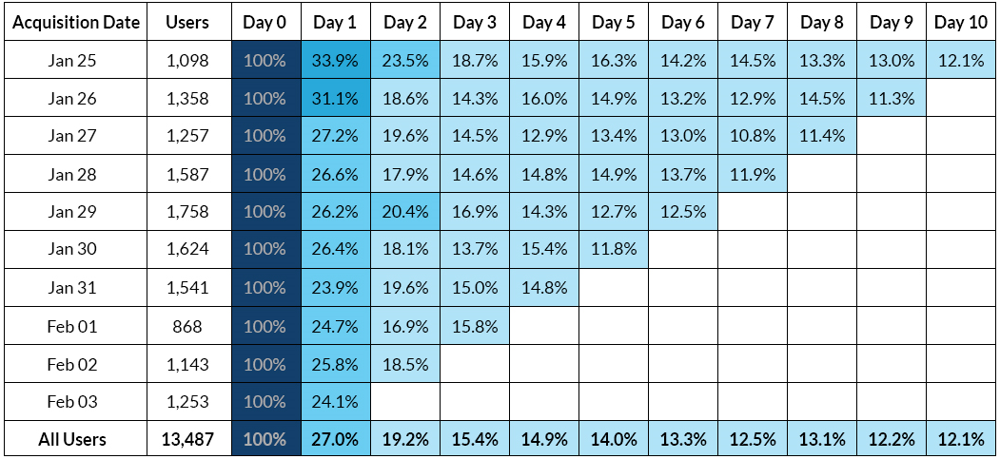 Acquisition Date Users Day 0 Day 1 Day 2 Day 3 Day 4 Day 5 Day 6 Day 7 Day 8 Day 9 Day 10
Jan 25 1,098 100% 33.9% 23.5% 18.7% 15.9% 16.3% 14.2% 14.5% 13.3% 13.0% 12.1%
Jan 26 1,358 100% 31.1% 18.6% 14.3% 16.0% 14.9% 13.2% 12.9% 14.5% 11.3%
Jan 27 1,257 100% 27.2% 19.6% 14.5% 12.9% 13.4% 13.0% 10.8% 11.4%
Jan 28 1,587 100% 26.6% 17.9% 14.6% 14.8% 14.9% 13.7% 11.9%
Jan 29 1,758 100% 26.2% 20.4% 16.9% 14.3% 12.7% 12.5%
Jan 30 1,624 100% 26.4% 18.1% 13.7% 15.4% 11.8%
Jan 31 1,541 100% 23.9% 19.6% 15.0% 14.8%
Feb 01 868 100% 24.7% 16.9% 15.8%
Feb 02 1,143 100% 25.8% 18.5%
Feb 03 1,253 100% 24.1%
All Users 13,487 100% 27.0% 19.2% 15.4% 14.9% 14.0% 13.3% 12.5% 13.1% 12.2% 12.1%